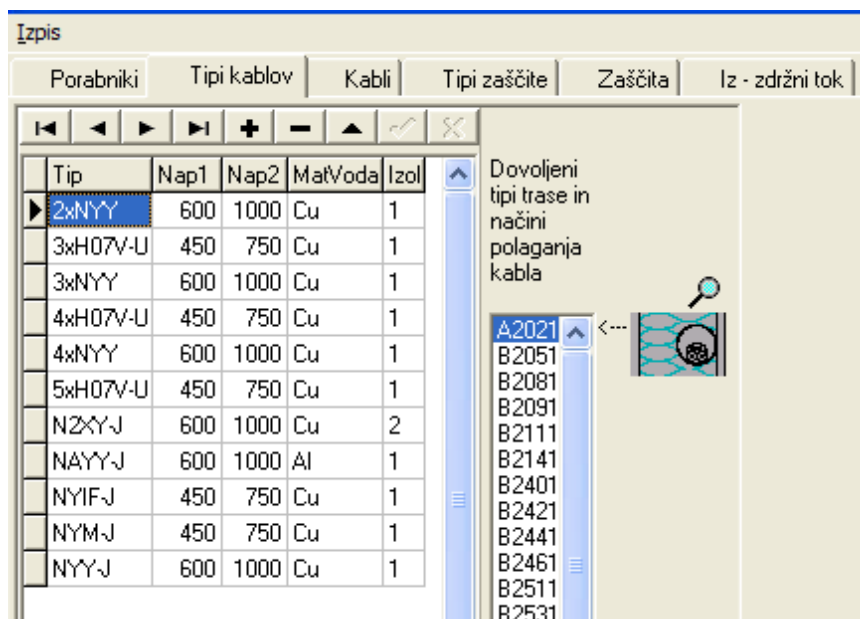 Izpis
Porabniki Tipi kablov Kabli Tipi zaščite Zaščita Iz - zdržni tok
Tip Nap1 Nap2 MatVoda Izol
2xNYY 600 1000 Cu 1
3xH07V-U 450 750 Cu 1
3xNYY 600 1000 Cu 1
4xH07V-U 450 750 Cu 1
4xNYY 600 1000 Cu 1
5xH07V-U 450 750 Cu 1
N2XY-J 600 1000 Cu 2
NAYY-J 600 1000 Al 1
NYIF-J 450 750 Cu 1
NYM-J 450 750 Cu 1
NYY-J 600 1000 Cu 1
Dovoljeni
tipi trase in
načini
polaganja
kabla
A2021 <---
B2051
B2081
B2091
B2111
B2141
B2401
B2421
B2441
B2461
B2511
B2531